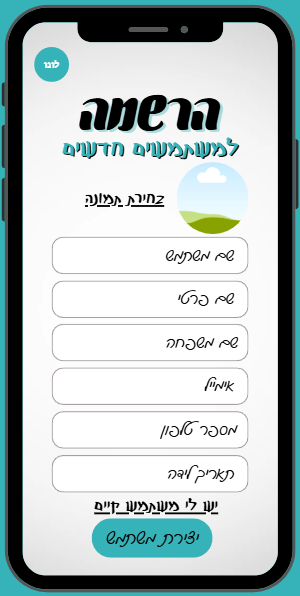 לוגו
הרשמה
למשתמשים חדשים
בחירת תמונה
שם משתמש
שם פרטי
שם משפחה
אימייל
מספר טלפון
תאריך לידה
יש לי משתמש קיים
יצירת משתמש